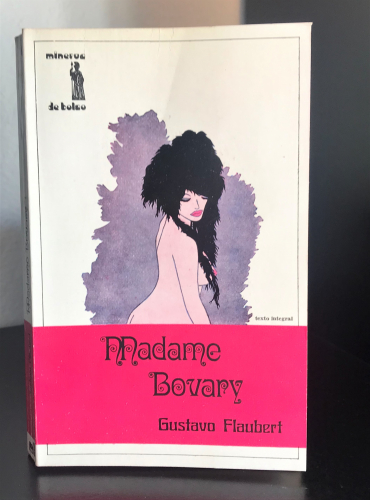 minerva
de bolso
texto integral
Madame
Bovary
Gustavo Flaubert